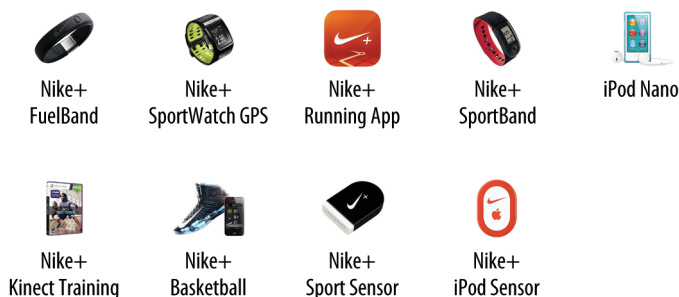 Nike+
FuelBand
Nike+
SportWatch GPS
Nike+
Running App
Nike+
SportBand
iPod Nano
Nike+
Kinect Training
Nike+
Basketball
Nike+
Sport Sensor
Nike+
iPod Sensor